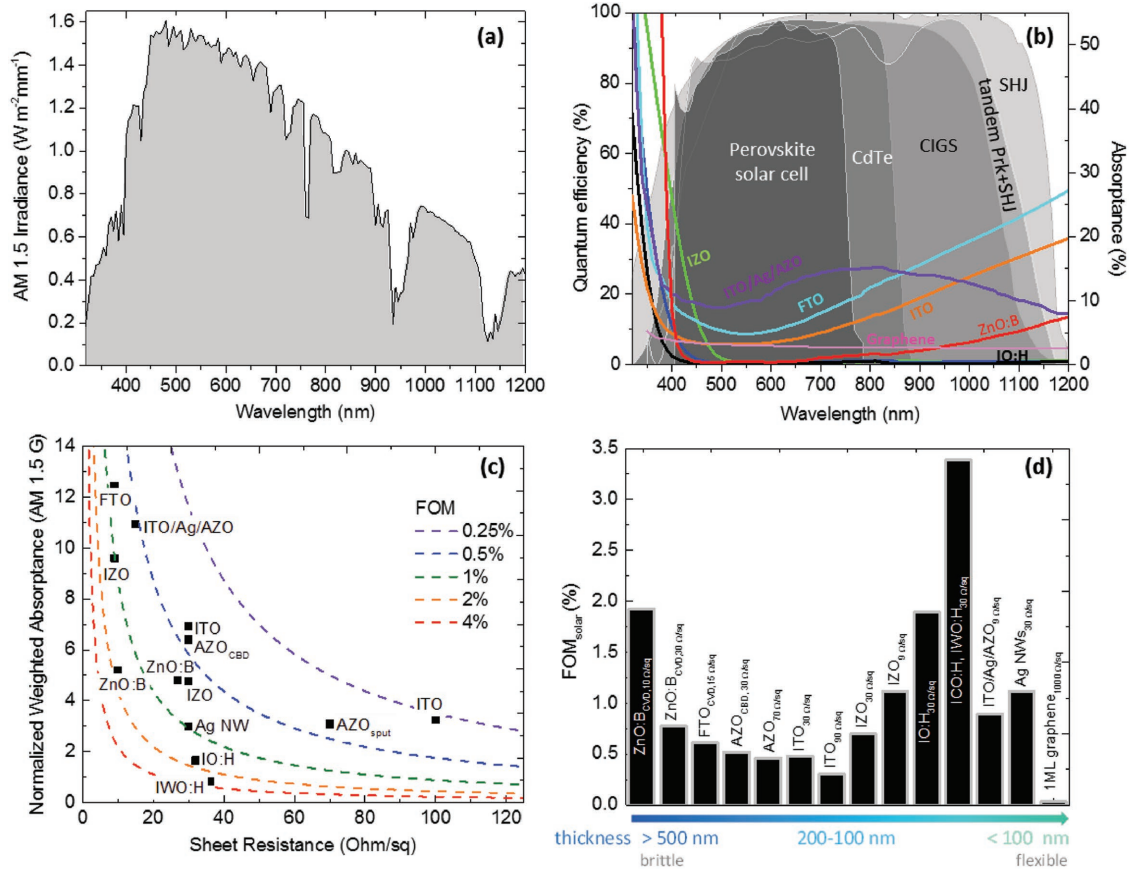 (a)
AM 1.5 Irradiance (W m⁻²mm⁻¹)
1.6
1.4
1.2
1.0
0.8
0.6
0.4
0.2
0.0
400 500 600 700 800 900 1000 1100 1200
Wavelength (nm)
(b)
Quantum efficiency (%)
100
80
60
40
20
0
Absorptance (%)
50
40
30
20
10
0
SHJ
tandem Prk+SHJ
CIGS
CdTe
Perovskite
solar cell
IZO
ITO/Ag/AZO
FTO
ITO
ZnO:B
Graphene
IO:H
400 500 600 700 800 900 1000 1100 1200
Wavelength (nm)
(c)
Normalized Weighted Absorptance (AM 1.5 G)
14
12
10
8
6
4
2
0
FOM
0.25%
0.5%
1%
2%
4%
FTO
ITO/Ag/AZO
IZO
ITO
AZO_CBD
ZnO:B
ZnO:B
IZO
ITO
Ag NW
AZO_sput
IO:H
IWO:H
0 20 40 60 80 100 120
Sheet Resistance (Ohm/sq)
(d)
FOM_solar (%)
3.5
3.0
2.5
2.0
1.5
1.0
0.5
0.0
ZnO:B_CVD,10 Ω/sq
ZnO:B_CVD,30 Ω/sq
FTO_CVD,15 Ω/sq
AZO_CBD, 30 Ω/sq
AZO_70 Ω/sq
ITO_30 Ω/sq
ITO_90 Ω/sq
IZO_30 Ω/sq
IZO_9 Ω/sq
IO:H_30 Ω/sq
ICO:H, IWO:H_30 Ω/sq
ITO/Ag/AZO_9 Ω/sq
Ag NWs_30 Ω/sq
1ML graphene_1000 Ω/sq
thickness > 500 nm 200-100 nm < 100 nm
brittle flexible